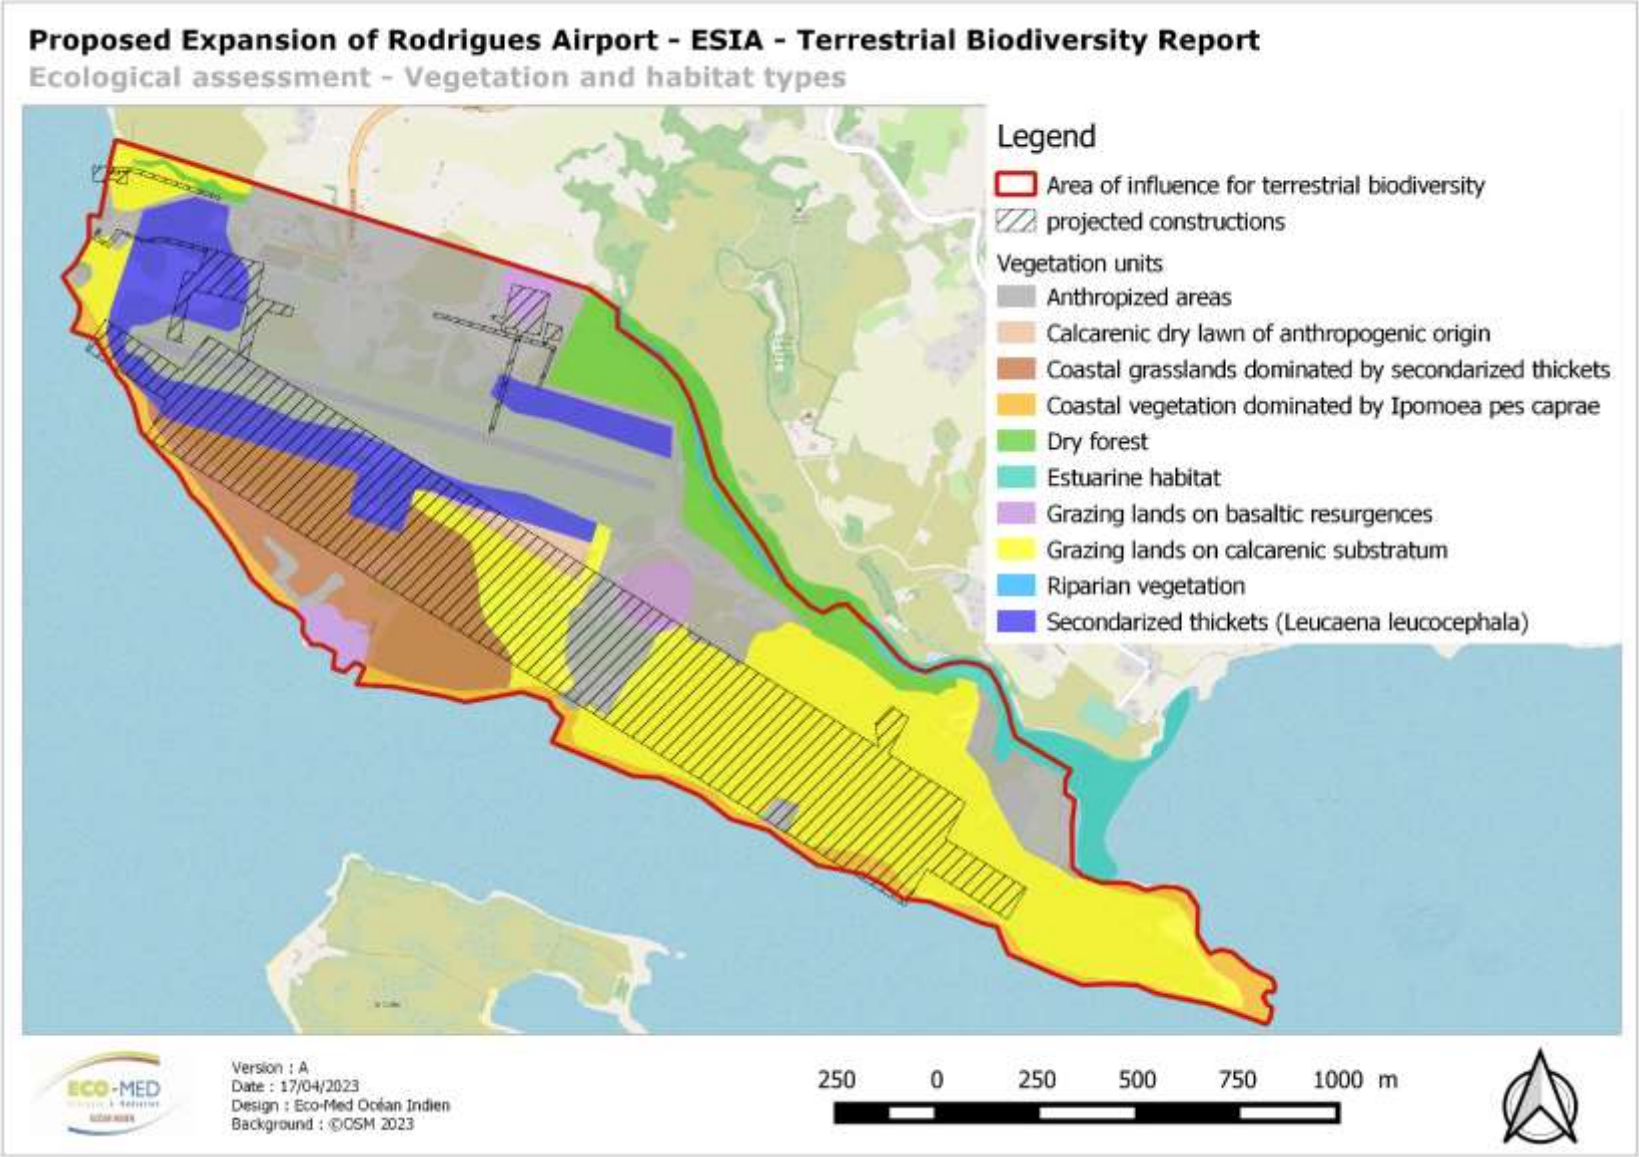 Proposed Expansion of Rodrigues Airport - ESIA - Terrestrial Biodiversity Report
Ecological assessment - Vegetation and habitat types
Legend
Area of influence for terrestrial biodiversity
projected constructions
Vegetation units
Anthropized areas
Calcarenic dry lawn of anthropogenic origin
Coastal grasslands dominated by secondarized thickets
Coastal vegetation dominated by Ipomoea pes caprae
Dry forest
Estuarine habitat
Grazing lands on basaltic resurgences
Grazing lands on calcarenic substratum
Riparian vegetation
Secondarized thickets (Leucaena leucocephala)
ECO-MED
OCÉAN INDIEN
Version : A
Date : 17/04/2023
Design : Eco-Med Océan Indien
Background : ©OSM 2023
250 0 250 500 750 1000 m